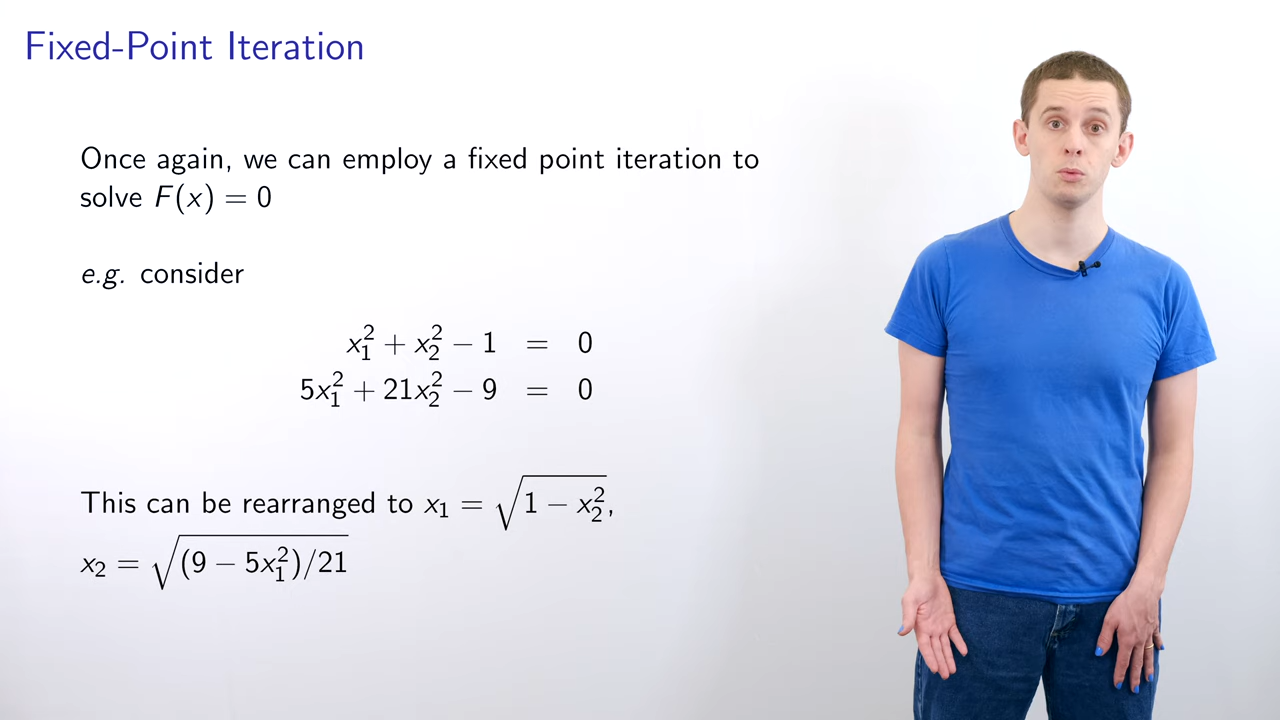 Fixed-Point Iteration
Once again, we can employ a fixed point iteration to
solve F(x) = 0
e.g. consider
x₁² + x₂² − 1 = 0
5x₁² + 21x₂² − 9 = 0
This can be rearranged to x₁ = √(1 − x₂²),
x₂ = √((9 − 5x₁²)/21)